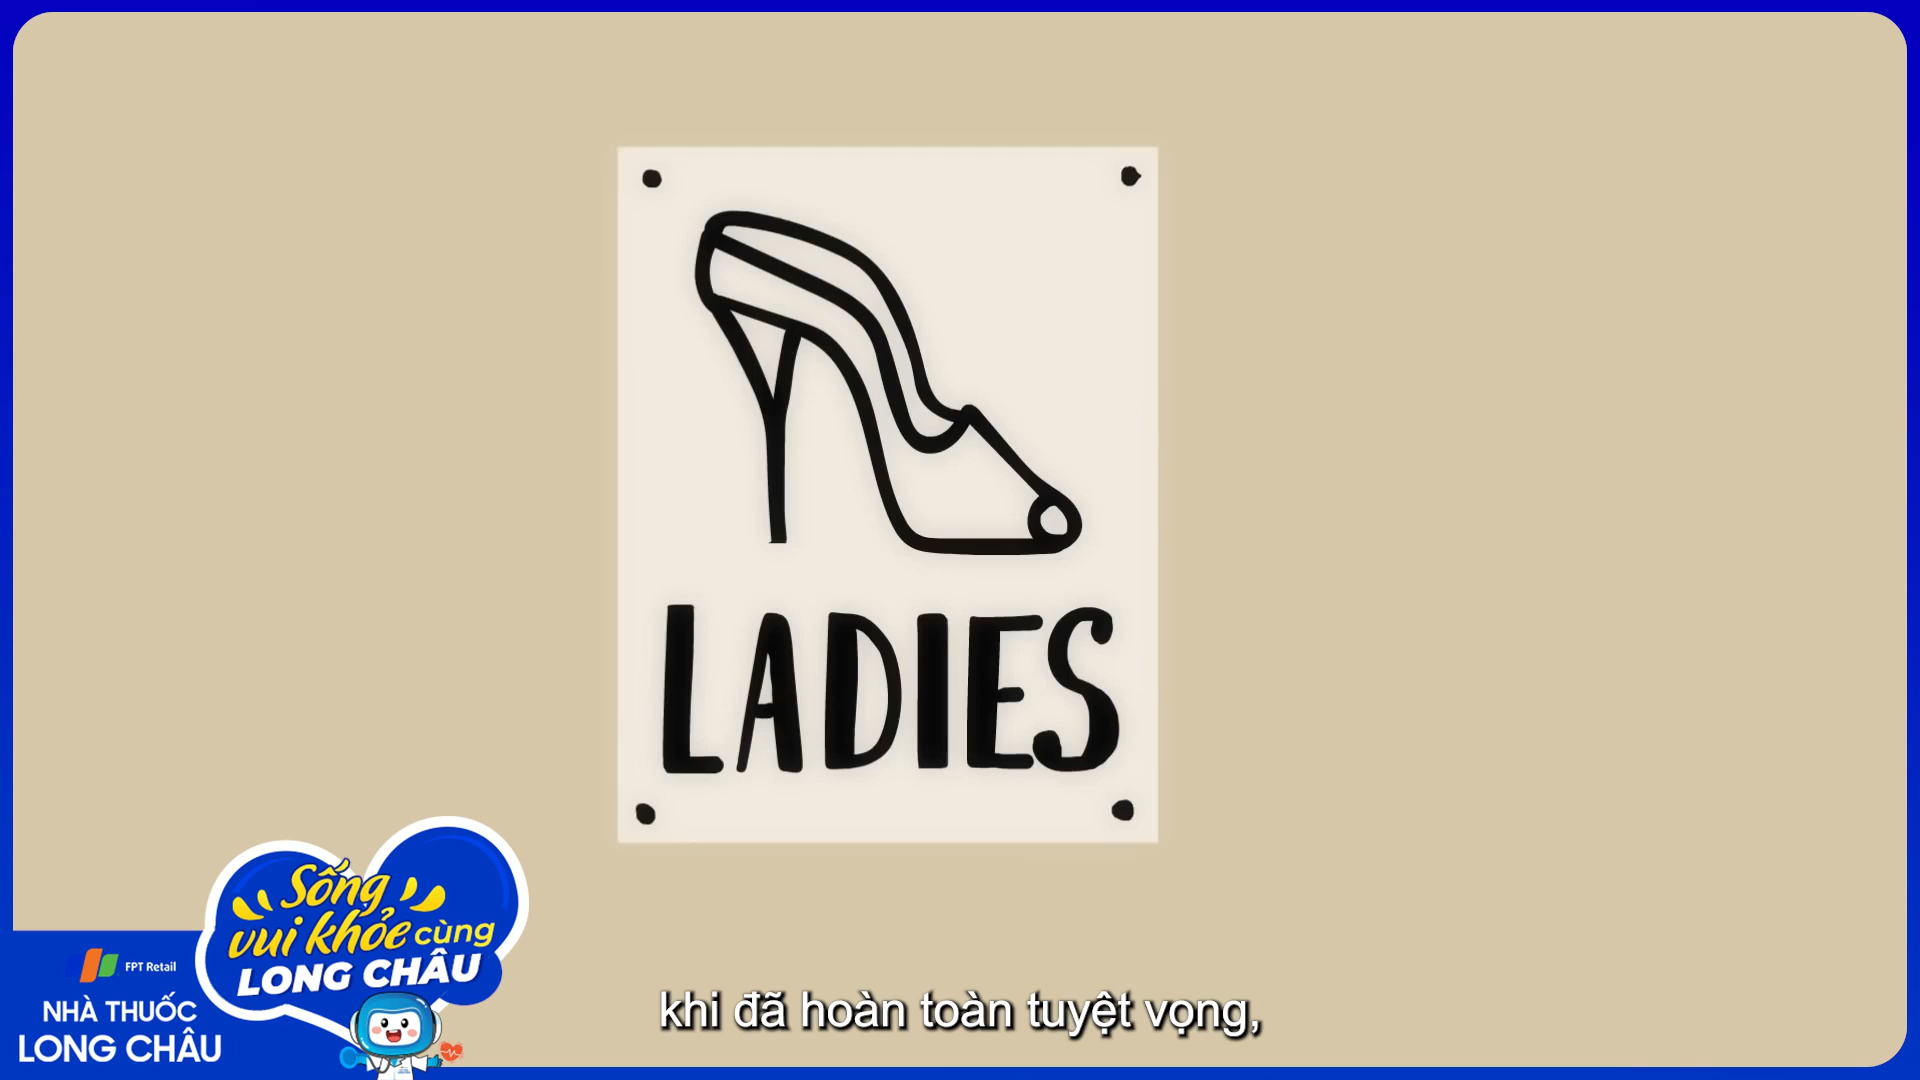 LADIES
Sống
vui khỏe cùng
LONG CHÂU
FPT Retail
NHÀ THUỐC
LONG CHÂU
khi đã hoàn toàn tuyệt vọng,